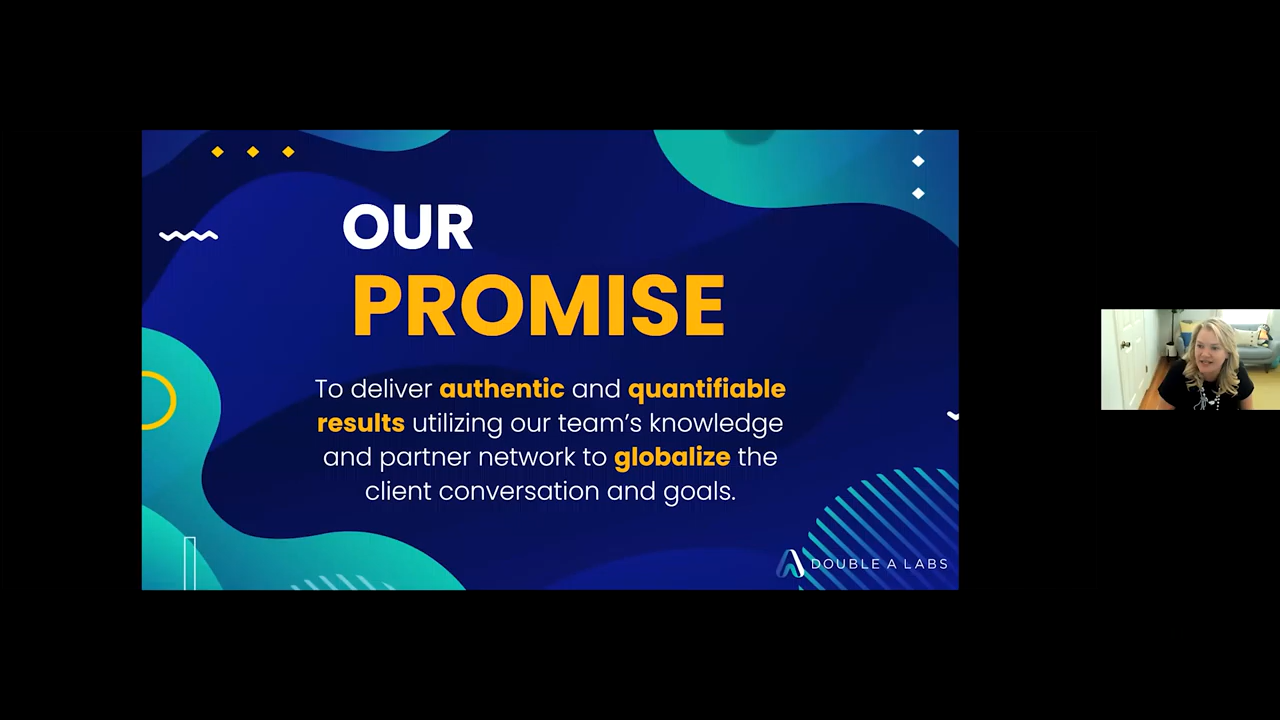 OUR
PROMISE
To deliver authentic and quantifiable
results utilizing our team’s knowledge
and partner network to globalize the
client conversation and goals.
DOUBLE A LABS